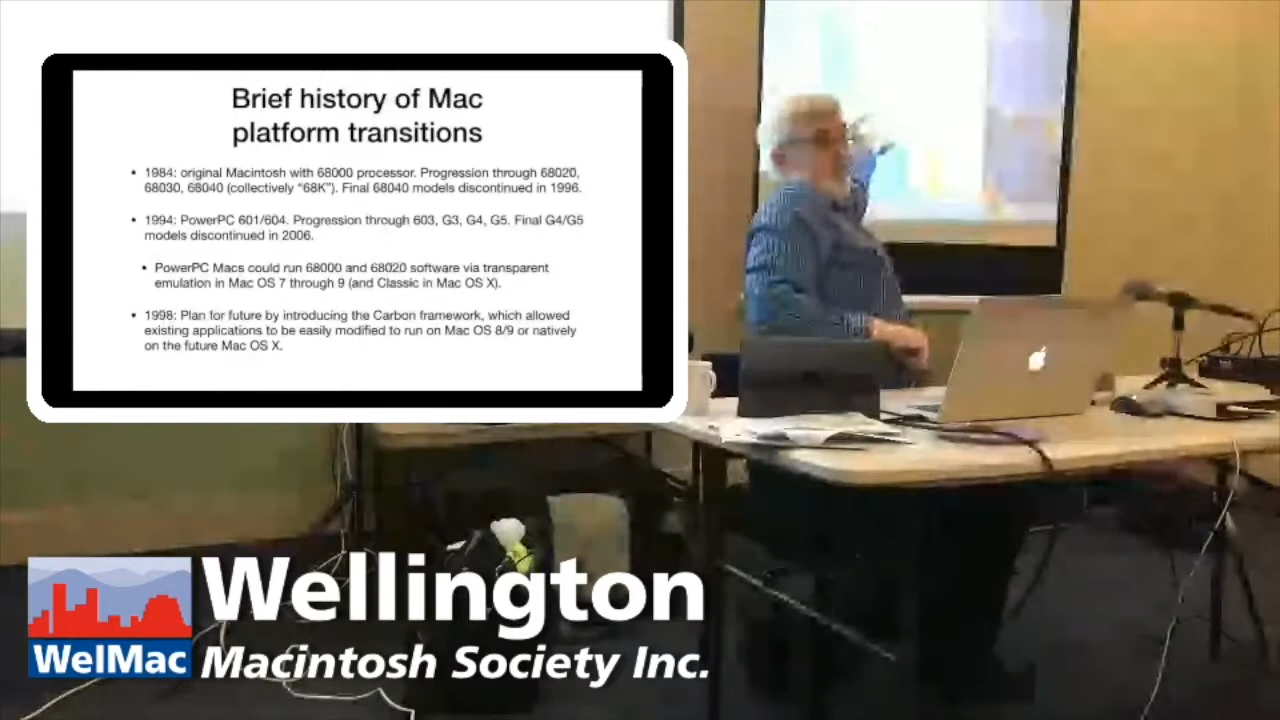 Brief history of Mac
platform transitions
• 1984: original Macintosh with 68000 processor. Progression through 68020,
68030, 68040 (collectively “68K”). Final 68040 models discontinued in 1996.
• 1994: PowerPC 601/604. Progression through 603, G3, G4, G5. Final G4/G5
models discontinued in 2006.
• PowerPC Macs could run 68000 and 68020 software via transparent
emulation in Mac OS 7 through 9 (and Classic in Mac OS X).
• 1998: Plan for future by introducing the Carbon framework, which allowed
existing applications to be easily modified to run on Mac OS 8/9 or natively
on the future Mac OS X.
Wellington
WelMac
Macintosh Society Inc.